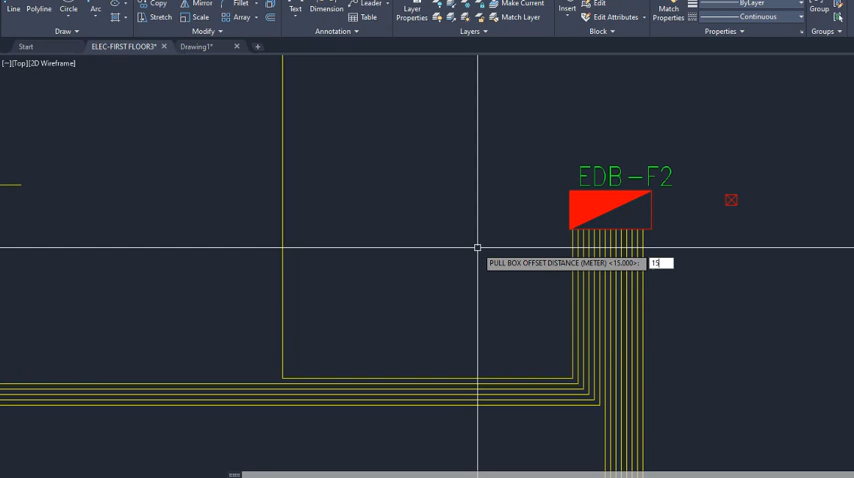 Line Polyline Circle Arc
Copy Mirror Fillet
Stretch Scale Array
Text Dimension Leader
Table
Layer Properties
Make Current
Match Layer
Insert Edit
Edit Attributes
Match Properties
ByLayer
Continuous
Group
Draw Modify Annotation Layers Block Properties Groups
Start ELEC-FIRST FLOOR3* Drawing1*
[−][Top][2D Wireframe]
EDB-F2
PULL BOX OFFSET DISTANCE (METER) <15.000>: 15